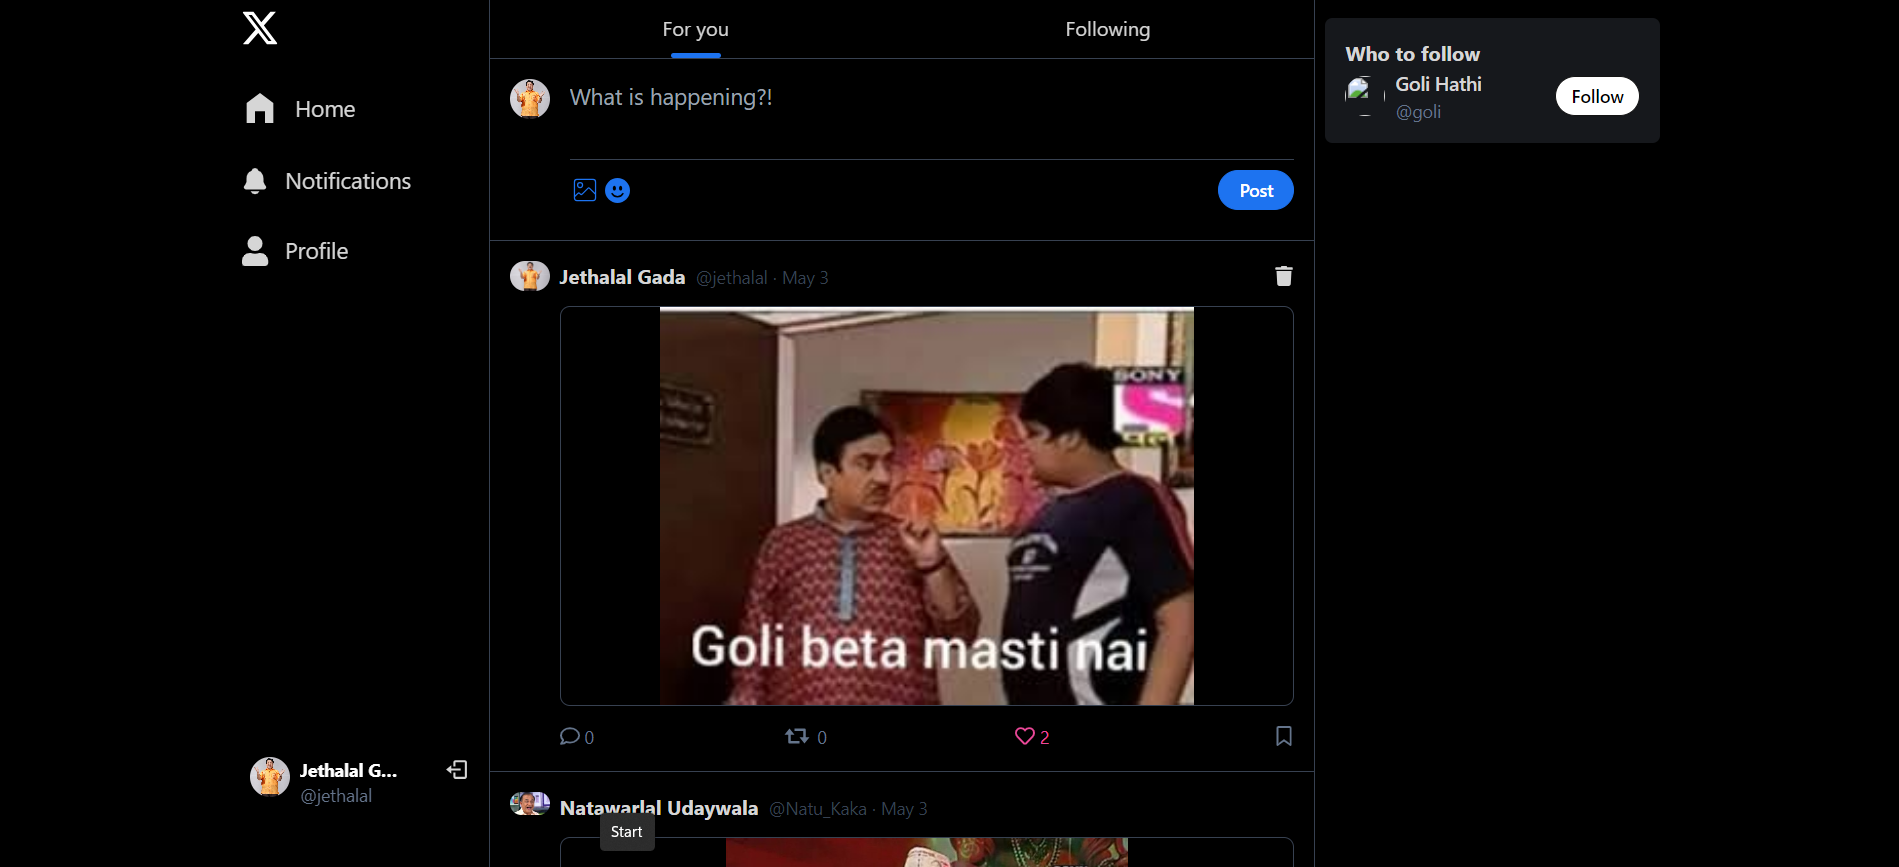 Home
Notifications
Profile
Jethalal G...
@jethalal
For you
Following
What is happening?!
Post
Jethalal Gada @jethalal · May 3
SONY
Goli beta masti nai
0
0
2
Natawarlal Udaywala @Natu_Kaka · May 3
Start
Who to follow
Goli Hathi
@goli
Follow